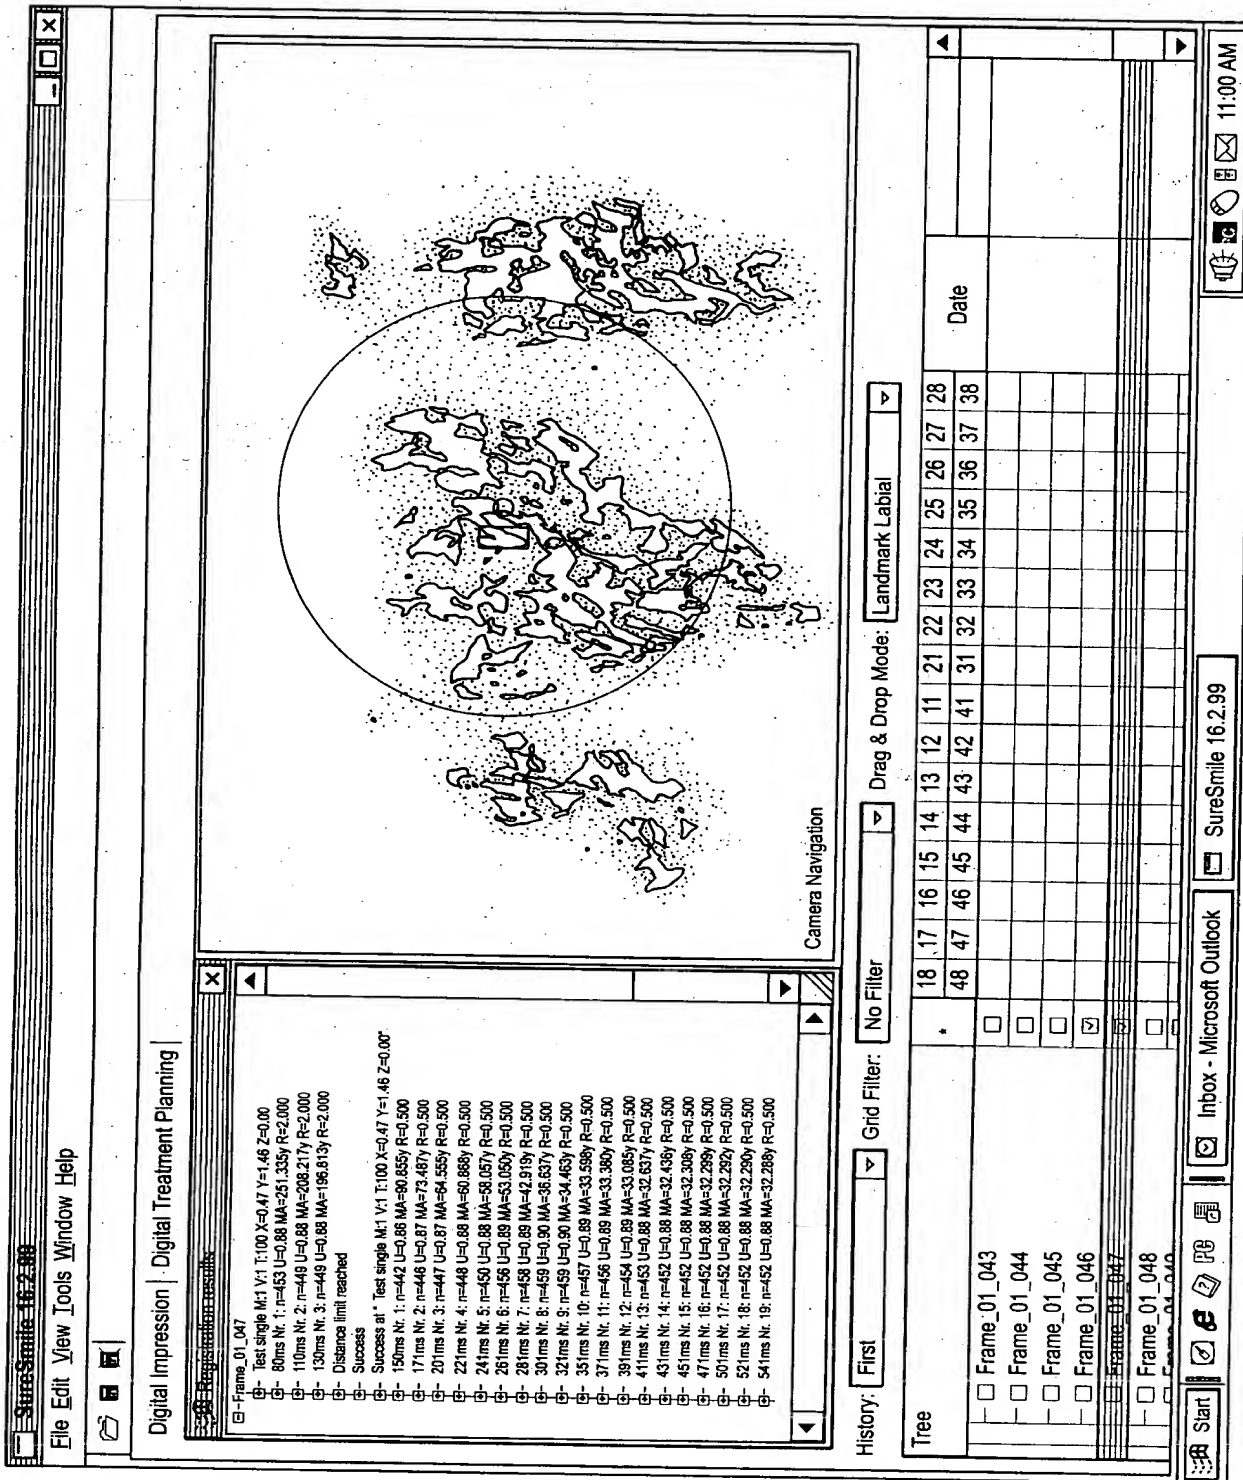 SureSmile 16.2.99
File Edit View Tools Window Help
Digital Impression Digital Treatment Planning
Registration results
Frame_01_047
Test single M:1 V:1 T:100 X=0.47 Y=1.46 Z=0.00
80ms Nr. 1: n=453 U=0.88 MA=251.335y R=2.000
110ms Nr. 2: n=449 U=0.88 MA=208.217y R=2.000
130ms Nr. 3: n=449 U=0.88 MA=196.813y R=2.000
Distance limit reached
Success
Success at " Test single M:1 V:1 T:100 X=0.47 Y=1.46 Z=0.00"
150ms Nr. 1: n=442 U=0.86 MA=90.855y R=0.500
171ms Nr. 2: n=446 U=0.87 MA=73.487y R=0.500
201ms Nr. 3: n=447 U=0.87 MA=64.555y R=0.500
221ms Nr. 4: n=448 U=0.88 MA=60.886y R=0.500
241ms Nr. 5: n=450 U=0.88 MA=58.057y R=0.500
261ms Nr. 6: n=456 U=0.89 MA=53.050y R=0.500
281ms Nr. 7: n=458 U=0.89 MA=42.919y R=0.500
301ms Nr. 8: n=459 U=0.90 MA=36.637y R=0.500
321ms Nr. 9: n=459 U=0.90 MA=34.463y R=0.500
351ms Nr. 10: n=457 U=0.89 MA=33.598y R=0.500
371ms Nr. 11: n=456 U=0.89 MA=33.380y R=0.500
391ms Nr. 12: n=454 U=0.89 MA=33.085y R=0.500
411ms Nr. 13: n=453 U=0.88 MA=32.637y R=0.500
431ms Nr. 14: n=452 U=0.88 MA=32.436y R=0.500
451ms Nr. 15: n=452 U=0.88 MA=32.308y R=0.500
471ms Nr. 16: n=452 U=0.88 MA=32.299y R=0.500
501ms Nr. 17: n=452 U=0.88 MA=32.292y R=0.500
521ms Nr. 18: n=452 U=0.88 MA=32.290y R=0.500
541ms Nr. 19: n=452 U=0.88 MA=32.288y R=0.500
Camera Navigation
History: First Grid Filter: No Filter Drag & Drop Mode: Landmark Labial
Tree * 18 17 16 15 14 13 12 11 21 22 23 24 25 26 27 28 Date
48 47 46 45 44 43 42 41 31 32 33 34 35 36 37 38
Frame_01_043
Frame_01_044
Frame_01_045
Frame_01_046
Frame_01_047
Frame_01_048
Start Inbox - Microsoft Outlook SureSmile 16.2.99 11:00 AM